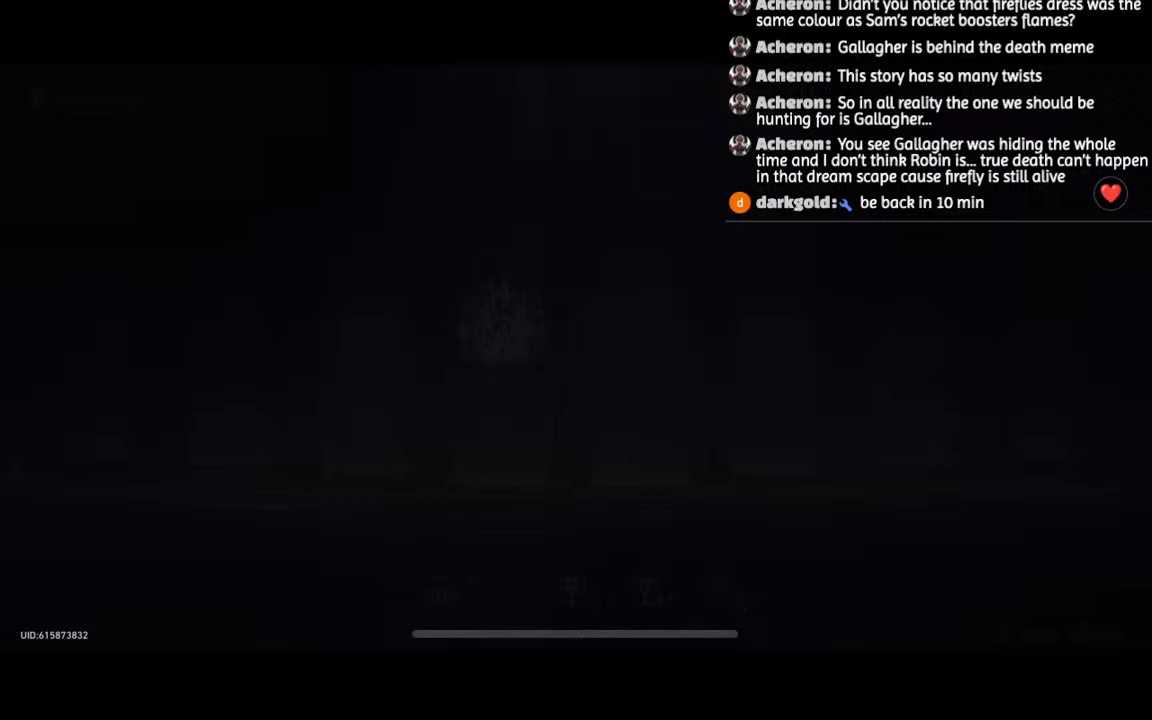 Acheron: Didn't you notice that fireflies dress was the
same colour as Sam's rocket boosters flames?
Acheron: Gallagher is behind the death meme
Acheron: This story has so many twists
Acheron: So in all reality the one we should be
hunting for is Gallagher...
Acheron: You see Gallagher was hiding the whole
time and I don't think Robin is... true death can't happen
in that dream scape cause firefly is still alive
d darkgold: be back in 10 min
UID:615873832